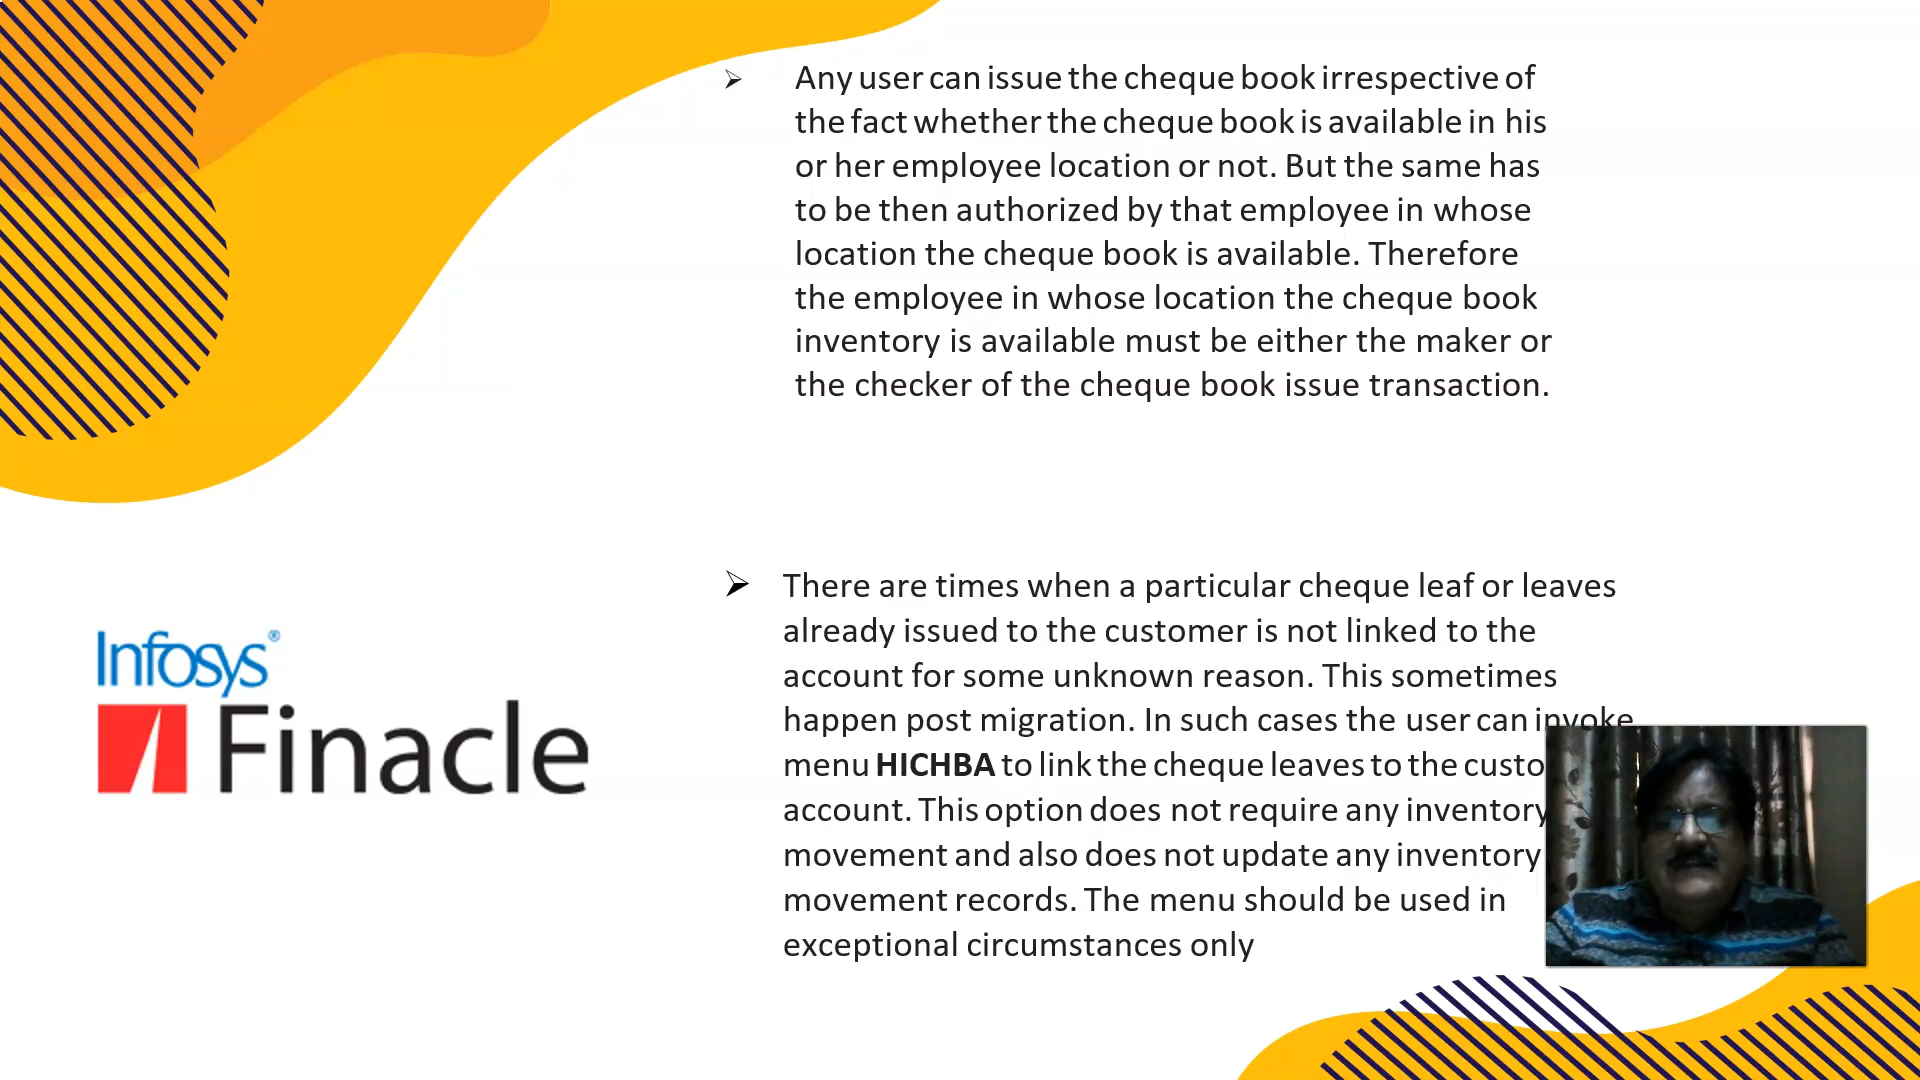 ➢ Any user can issue the cheque book irrespective of
the fact whether the cheque book is available in his
or her employee location or not. But the same has
to be then authorized by that employee in whose
location the cheque book is available. Therefore
the employee in whose location the cheque book
inventory is available must be either the maker or
the checker of the cheque book issue transaction.
➢ There are times when a particular cheque leaf or leaves
already issued to the customer is not linked to the
account for some unknown reason. This sometimes
happen post migration. In such cases the user can invoke
menu HICHBA to link the cheque leaves to the custo
account. This option does not require any inventory
movement and also does not update any inventory
movement records. The menu should be used in
exceptional circumstances only
Infosys®
Finacle